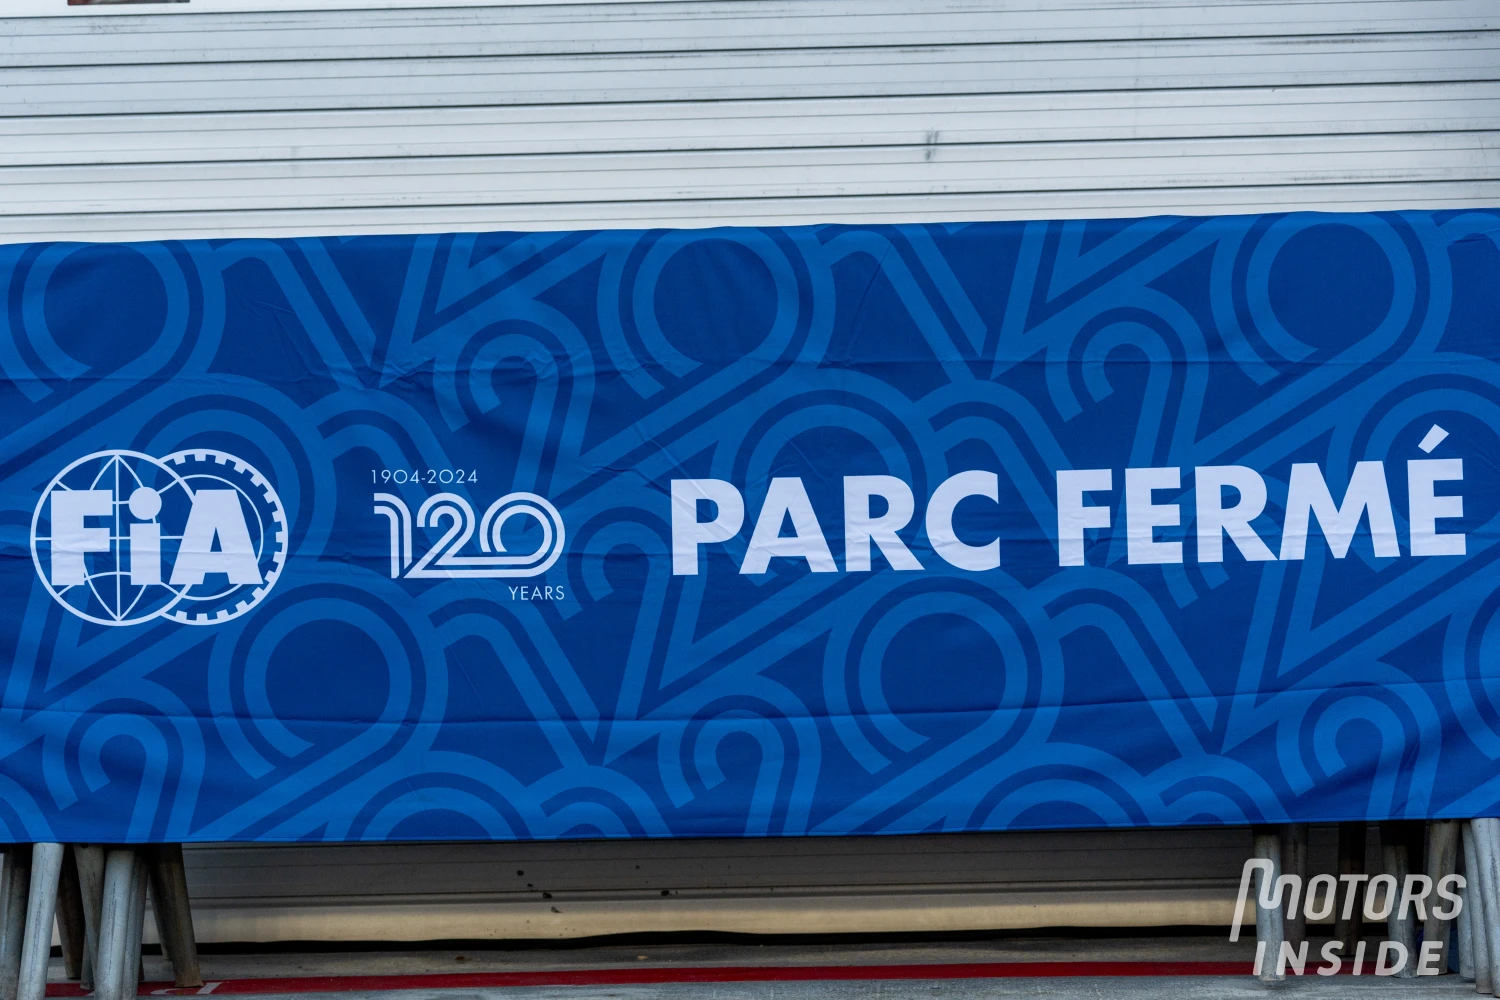 FiA
1904-2024
120
YEARS
PARC FERMÉ
MOTORS
INSIDE